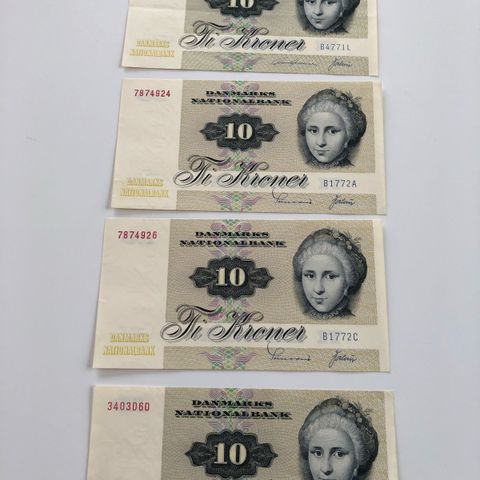 10
DANMARKS
NATIONALBANK
Ti Kroner
B4771L
7874924
DANMARKS
NATIONALBANK
10
DANMARKS
NATIONALBANK
Ti Kroner
B1772A
7874926
DANMARKS
NATIONALBANK
10
DANMARKS
NATIONALBANK
Ti Kroner
B1772C
3403060
DANMARKS
NATIONALBANK
10